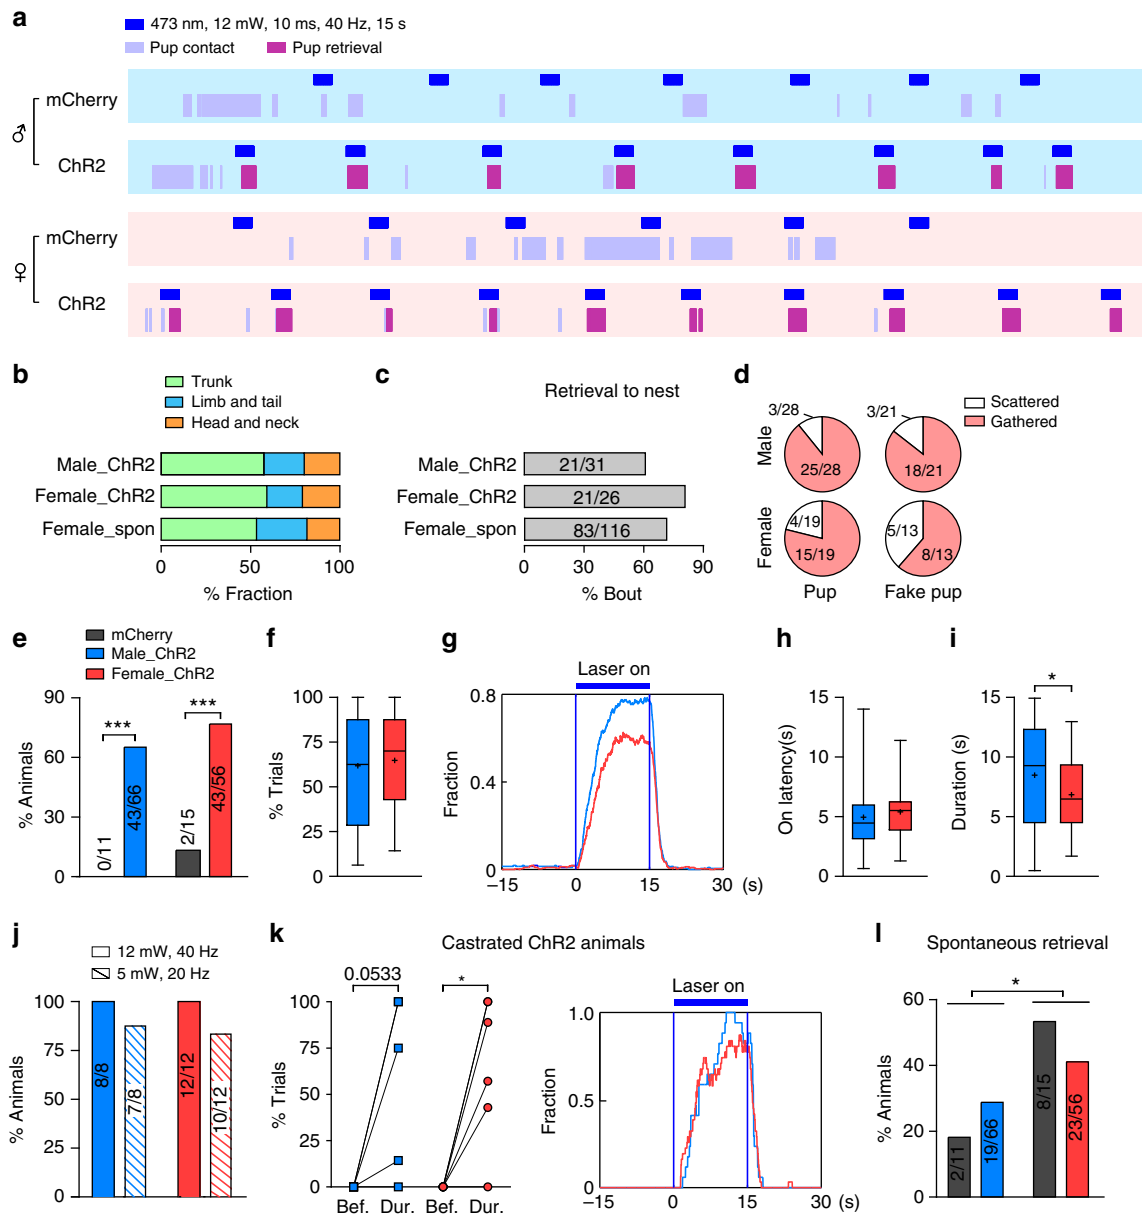 a
473 nm, 12 mW, 10 ms, 40 Hz, 15 s
Pup contact
Pup retrieval
♂
mCherry
ChR2
♀
mCherry
ChR2
b
Trunk
Limb and tail
Head and neck
Male_ChR2
Female_ChR2
Female_spon
0
50
100
% Fraction
c
Retrieval to nest
Male_ChR2
21/31
Female_ChR2
21/26
Female_spon
83/116
0
30
60
90
% Bout
d
Scattered
Gathered
Male
3/28
25/28
3/21
18/21
Female
4/19
15/19
5/13
8/13
Pup
Fake pup
e
mCherry
Male_ChR2
Female_ChR2
% Animals
90
60
30
0
***
***
0/11
43/66
2/15
43/56
f
% Trials
100
75
50
25
0
+
+
g
Laser on
Fraction
0.8
0.4
0
−15
0
15
30
(s)
h
On latency(s)
15
10
5
0
+
+
i
Duration (s)
15
10
5
0
*
+
+
j
12 mW, 40 Hz
5 mW, 20 Hz
% Animals
100
75
50
25
0
8/8
7/8
12/12
10/12
k
Castrated ChR2 animals
% Trials
100
75
50
25
0
0.0533
*
Bef.
Dur.
Bef.
Dur.
Laser on
Fraction
1.0
0.5
0
−15
0
15
30
(s)
l
Spontaneous retrieval
% Animals
60
40
20
0
*
2/11
19/66
8/15
23/56